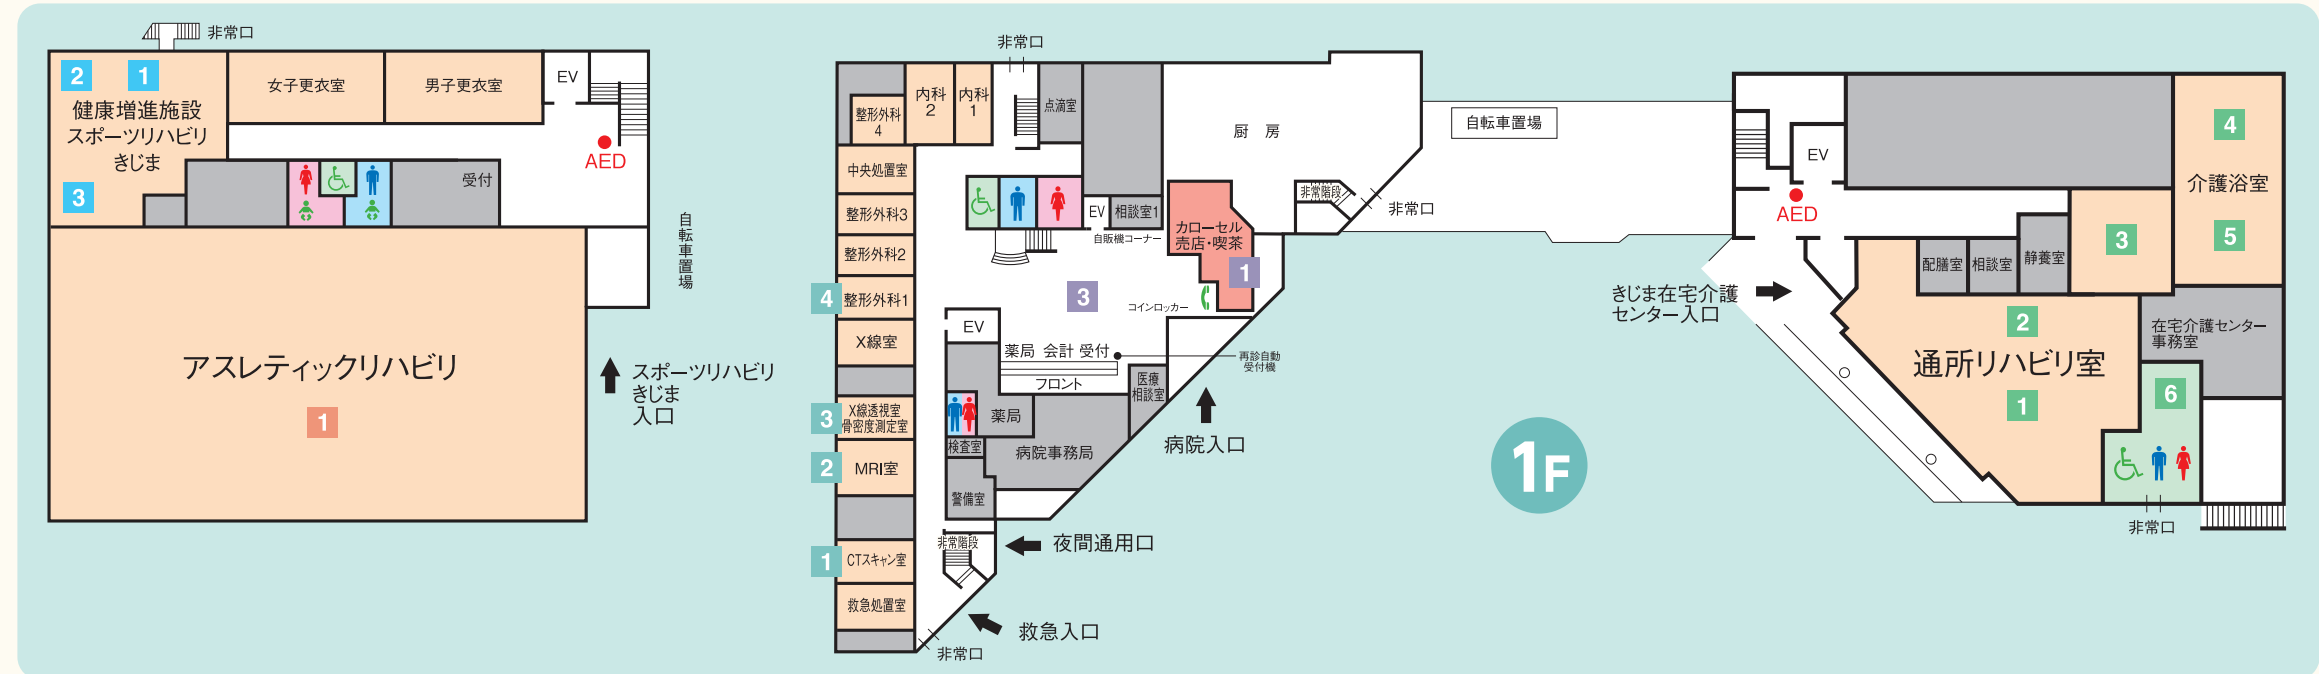 非常口
2
1
健康増進施設
スポーツリハビリ
きじま
3
女子更衣室
男子更衣室
EV
AED
受付
自転車置場
アスレティックリハビリ
1
スポーツリハビリ
きじま
入口
非常口
整形外科
4
内科
2
内科
1
点滴室
厨 房
中央処置室
整形外科3
整形外科2
4
整形外科1
X線室
3
X線透視室
骨密度測定室
2
MRI室
1
CTスキャン室
救急処置室
EV
相談室1
自販機コーナー
カローセル
売店・喫茶
1
3
コインロッカー
非常階段
非常口
EV
薬局 会計 受付
フロント
再診自動
受付機
医療
相談室
薬局
検査室
病院事務局
警備室
病院入口
非常階段
夜間通用口
救急入口
非常口
自転車置場
1F
EV
AED
4
介護浴室
5
3
配膳室
相談室
静養室
きじま在宅介護
センター入口
2
通所リハビリ室
1
在宅介護センター
事務室
6
非常口